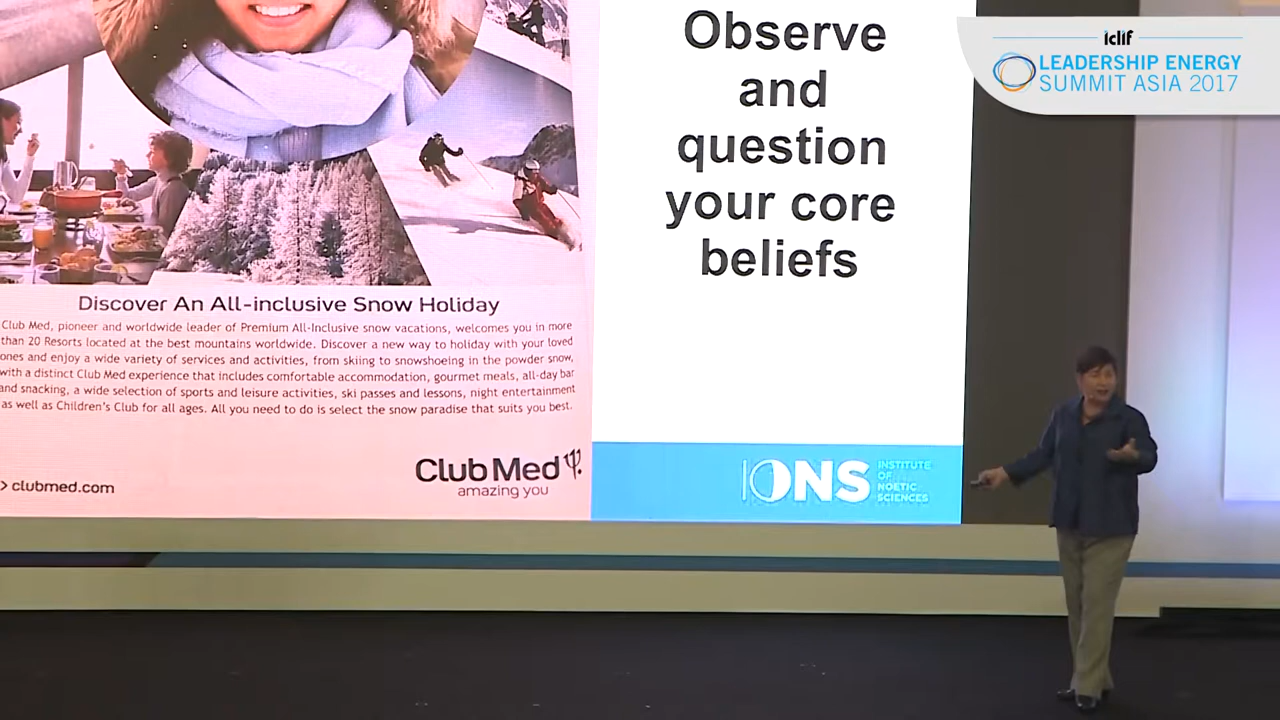 Observe
and
question
your core
beliefs
iclif
LEADERSHIP ENERGY
SUMMIT ASIA 2017
Discover An All-inclusive Snow Holiday
Club Med, pioneer and worldwide leader of Premium All-Inclusive snow vacations, welcomes you in more
than 20 Resorts located at the best mountains worldwide. Discover a new way to holiday with your loved
ones and enjoy a wide variety of services and activities, from skiing to snowshoeing in the powder snow,
with a distinct Club Med experience that includes comfortable accommodation, gourmet meals, all-day bar
and snacking, a wide selection of sports and leisure activities, ski passes and lessons, night entertainment
as well as Children's Club for all ages. All you need to do is select the snow paradise that suits you best.
Club Med
amazing you
> clubmed.com
IONS
INSTITUTE
OF
NOETIC
SCIENCES